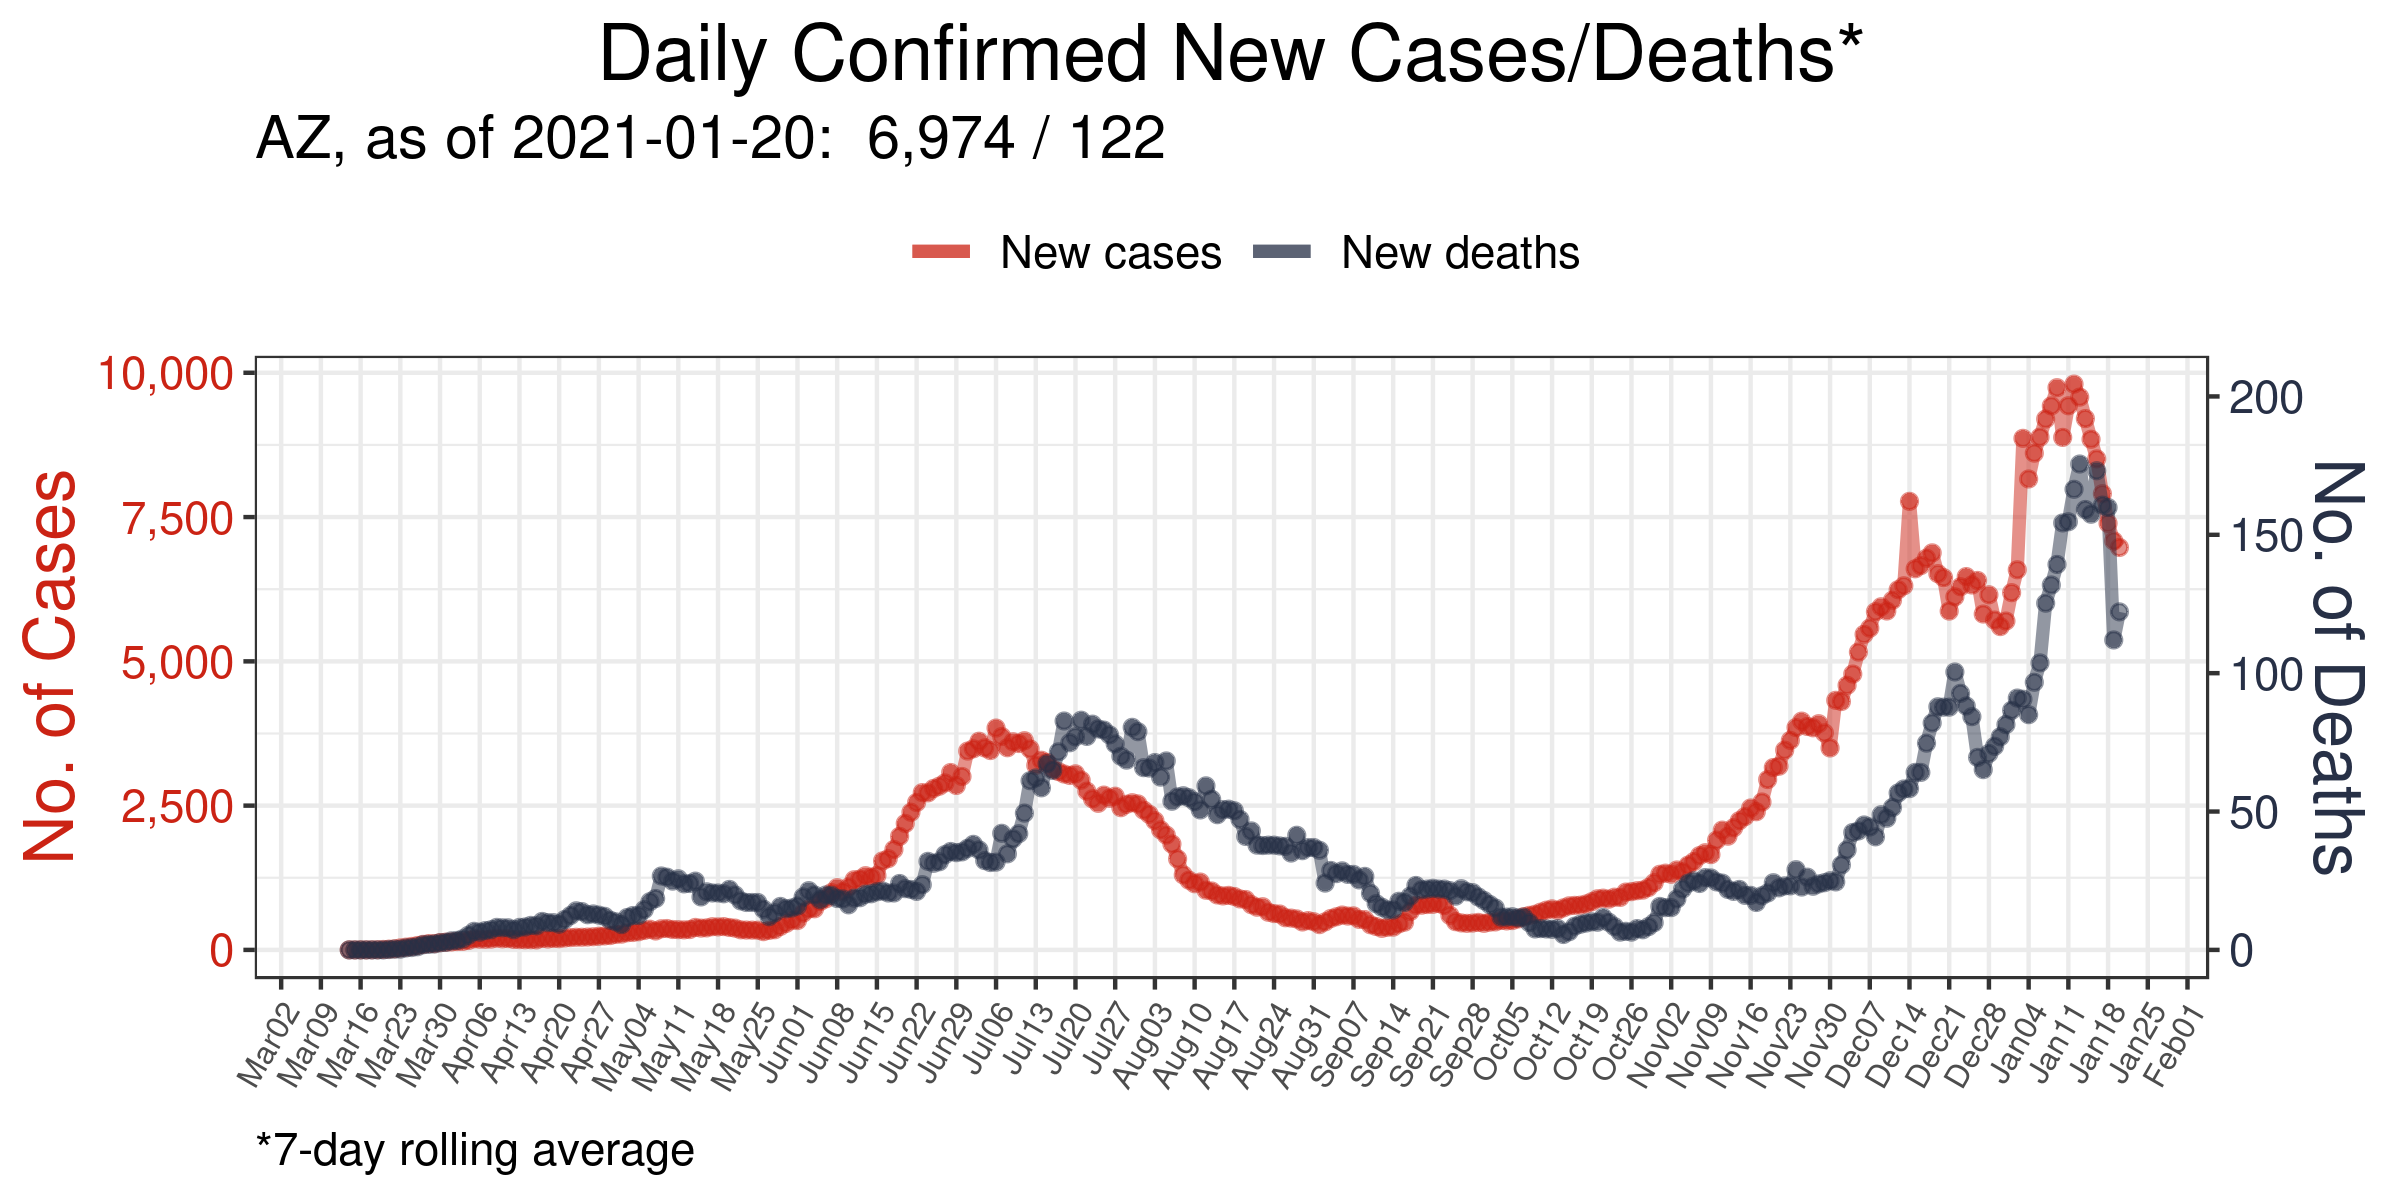 Daily Confirmed New Cases/Deaths*
AZ, as of 2021-01-20:  6,974 / 122
New cases
New deaths
No. of Cases
10,000
7,500
5,000
2,500
0
200
150
100
50
0
No. of Deaths
Mar02
Mar09
Mar16
Mar23
Mar30
Apr06
Apr13
Apr20
Apr27
May04
May11
May18
May25
Jun01
Jun08
Jun15
Jun22
Jun29
Jul06
Jul13
Jul20
Jul27
Aug03
Aug10
Aug17
Aug24
Aug31
Sep07
Sep14
Sep21
Sep28
Oct05
Oct12
Oct19
Oct26
Nov02
Nov09
Nov16
Nov23
Nov30
Dec07
Dec14
Dec21
Dec28
Jan04
Jan11
Jan18
Jan25
Feb01
*7-day rolling average